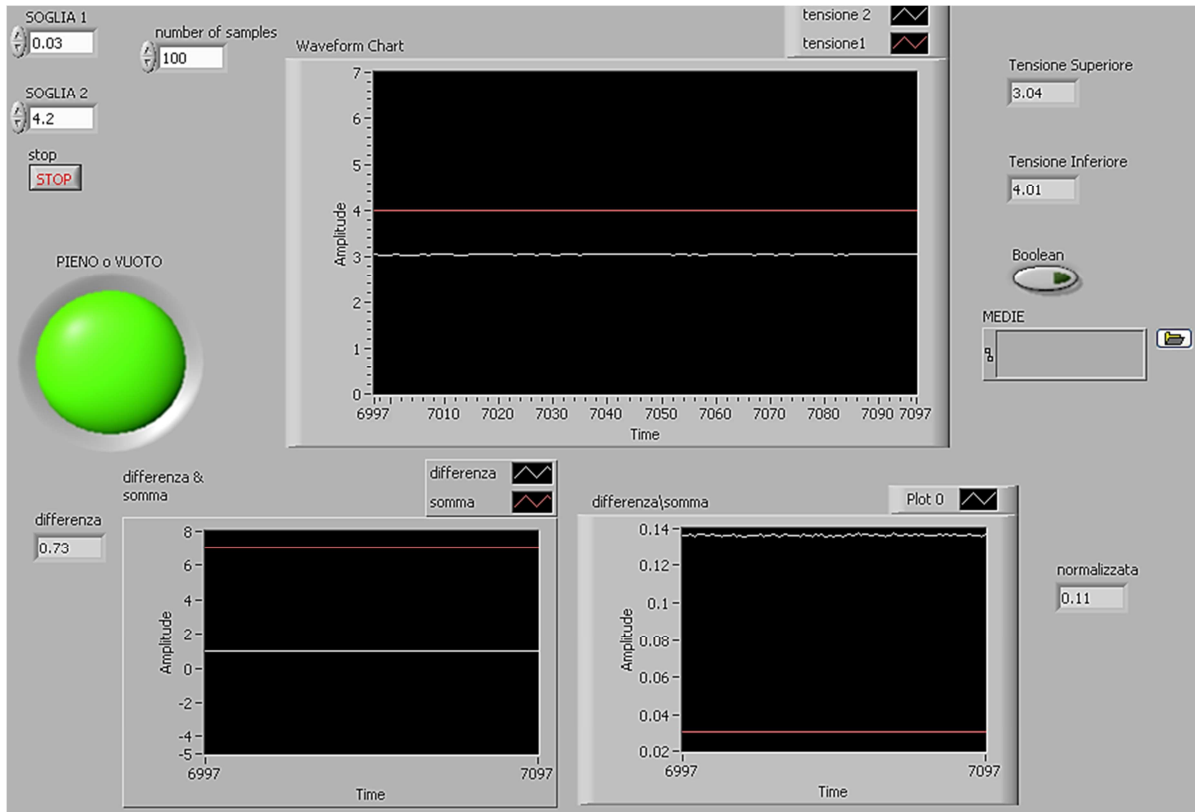 SOGLIA 1
0.03
number of samples
100
SOGLIA 2
4.2
stop
STOP
PIENO o VUOTO
Waveform Chart
tensione 2
tensione1
Amplitude
7
6
5
4
3
2
1
0
6997 7010 7020 7030 7040 7050 7060 7070 7080 7090 7097
Time
Tensione Superiore
3.04
Tensione Inferiore
4.01
Boolean
MEDIE
differenza
0.73
differenza &
somma
differenza
somma
Amplitude
8
6
4
2
0
-2
-4
-5
6997 7097
Time
differenza\somma
Plot 0
Amplitude
0.14
0.12
0.1
0.08
0.06
0.04
0.02
6997 7097
Time
normalizzata
0.11